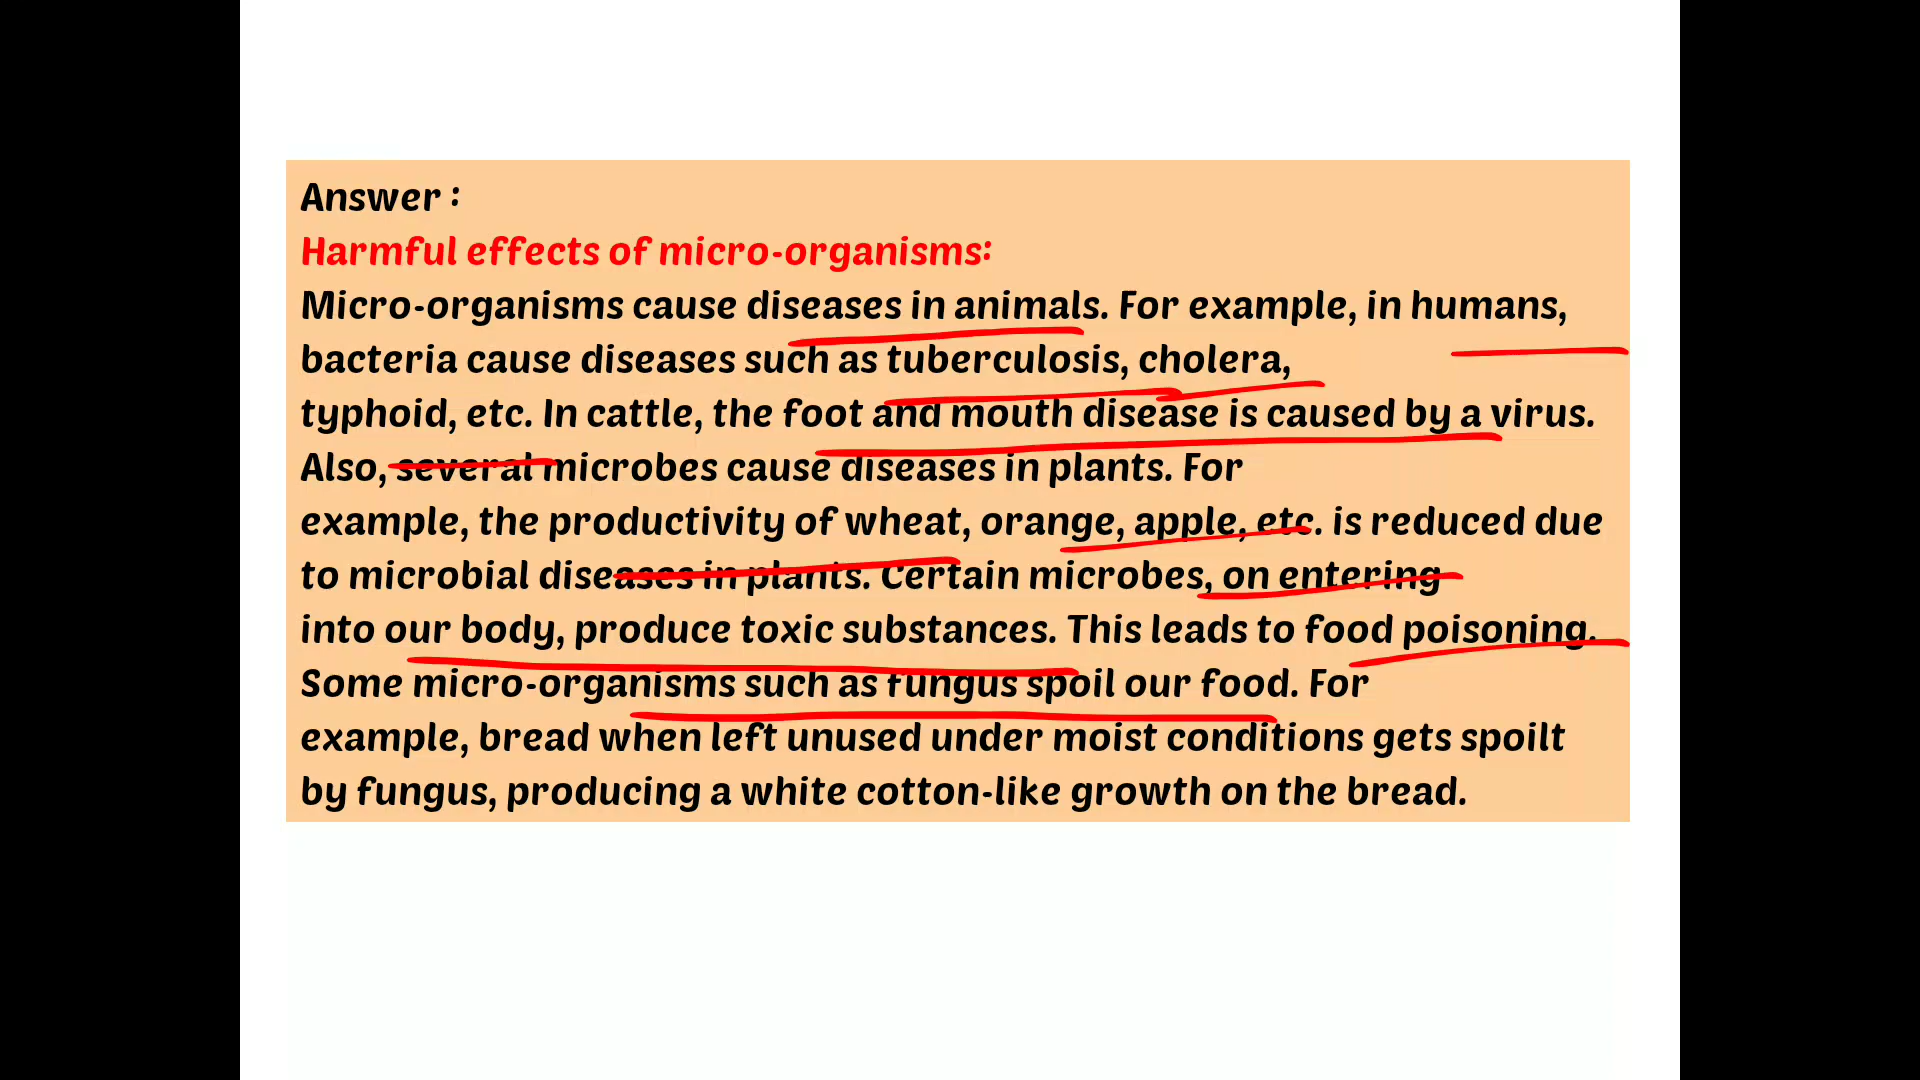 Answer :
Harmful effects of micro-organisms:
Micro-organisms cause diseases in animals. For example, in humans,
bacteria cause diseases such as tuberculosis, cholera,
typhoid, etc. In cattle, the foot and mouth disease is caused by a virus.
Also, several microbes cause diseases in plants. For
example, the productivity of wheat, orange, apple, etc. is reduced due
to microbial diseases in plants. Certain microbes, on entering
into our body, produce toxic substances. This leads to food poisoning.
Some micro-organisms such as fungus spoil our food. For
example, bread when left unused under moist conditions gets spoilt
by fungus, producing a white cotton-like growth on the bread.